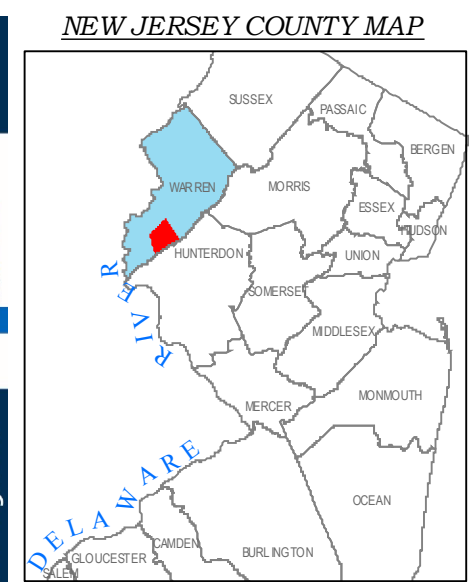 NEW JERSEY COUNTY MAP
SUSSEX
PASSAIC
BERGEN
WARREN
MORRIS
ESSEX
HUDSON
HUNTERDON
UNION
SOMERSET
RIVER
MIDDLESEX
MERCER
MONMOUTH
DELAWARE
OCEAN
CAMDEN
BURLINGTON
GLOUCESTER
SALEM